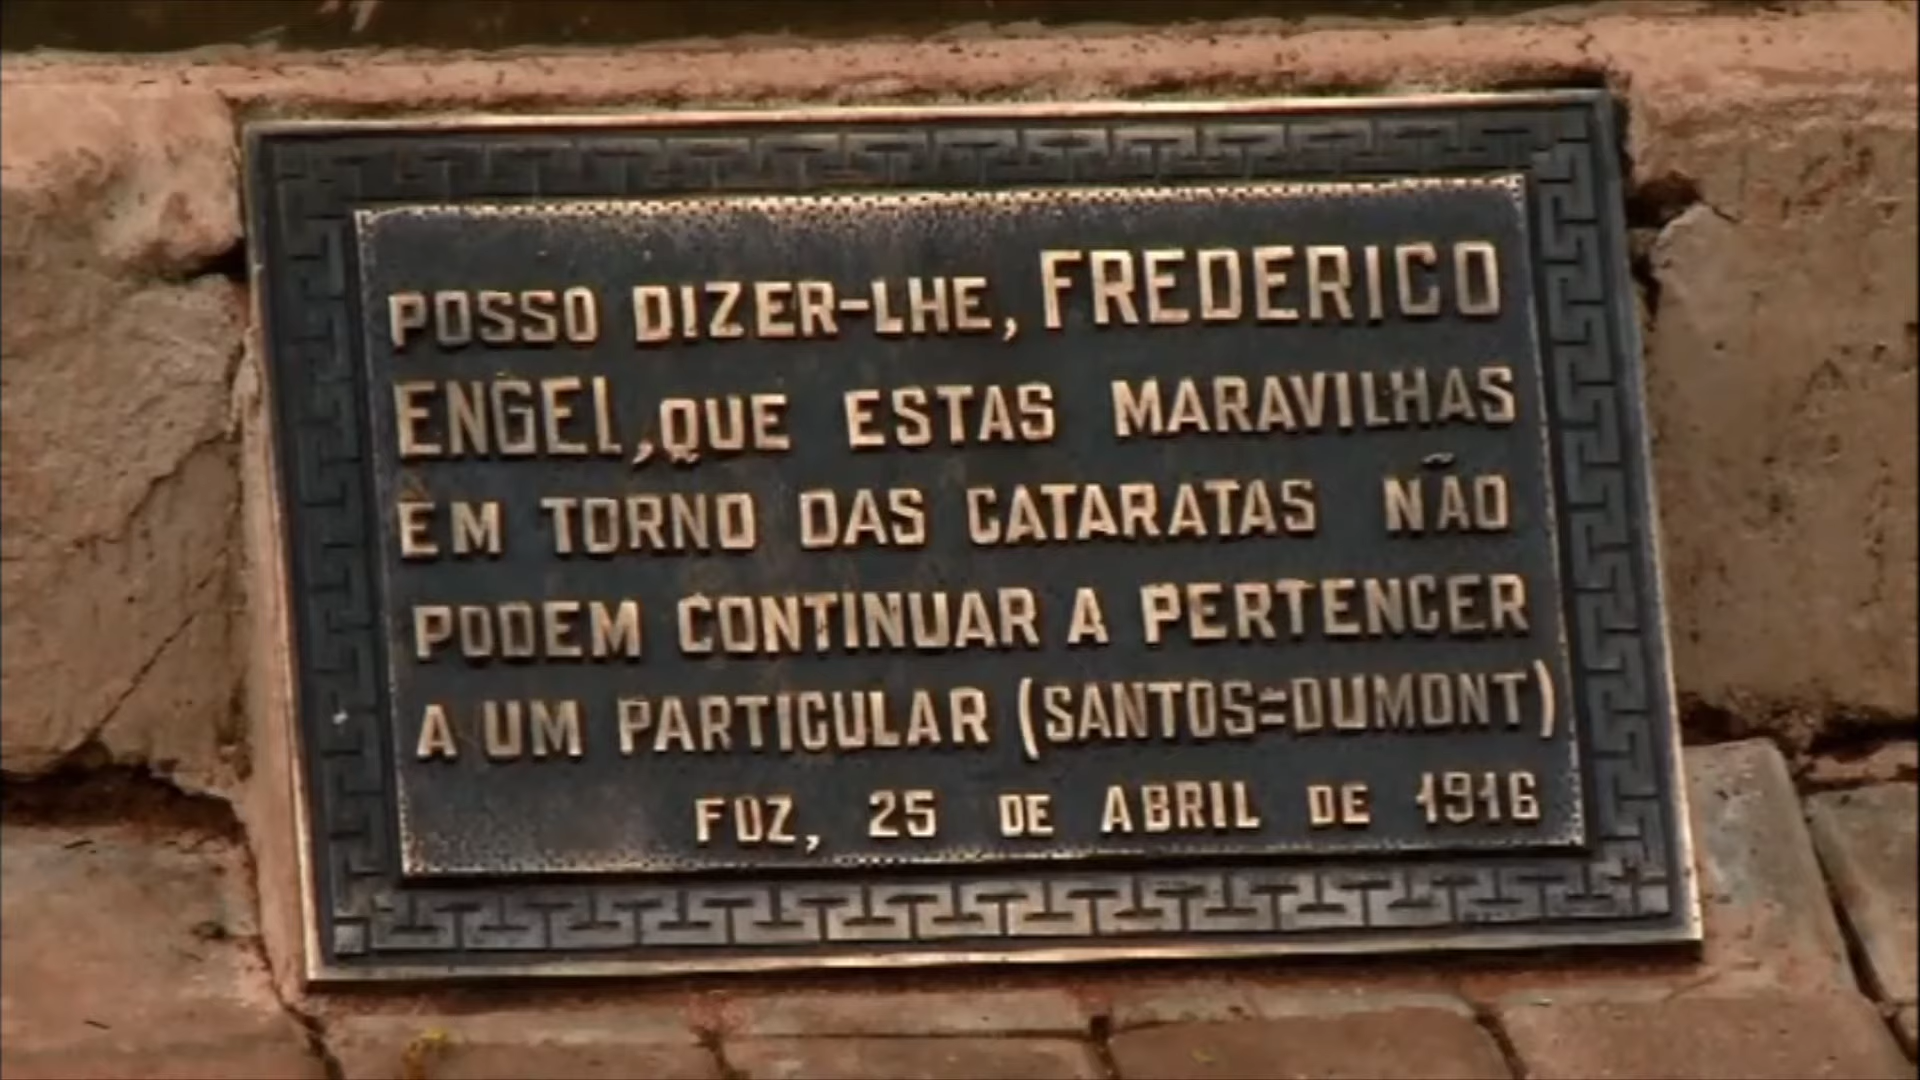 POSSO DIZER-LHE, FREDERICO
ENGEL, QUE ESTAS MARAVILHAS
EM TORNO DAS CATARATAS NÃO
PODEM CONTINUAR A PERTENCER
A UM PARTICULAR (SANTOS=DUMONT)
FOZ, 25 DE ABRIL DE 1916